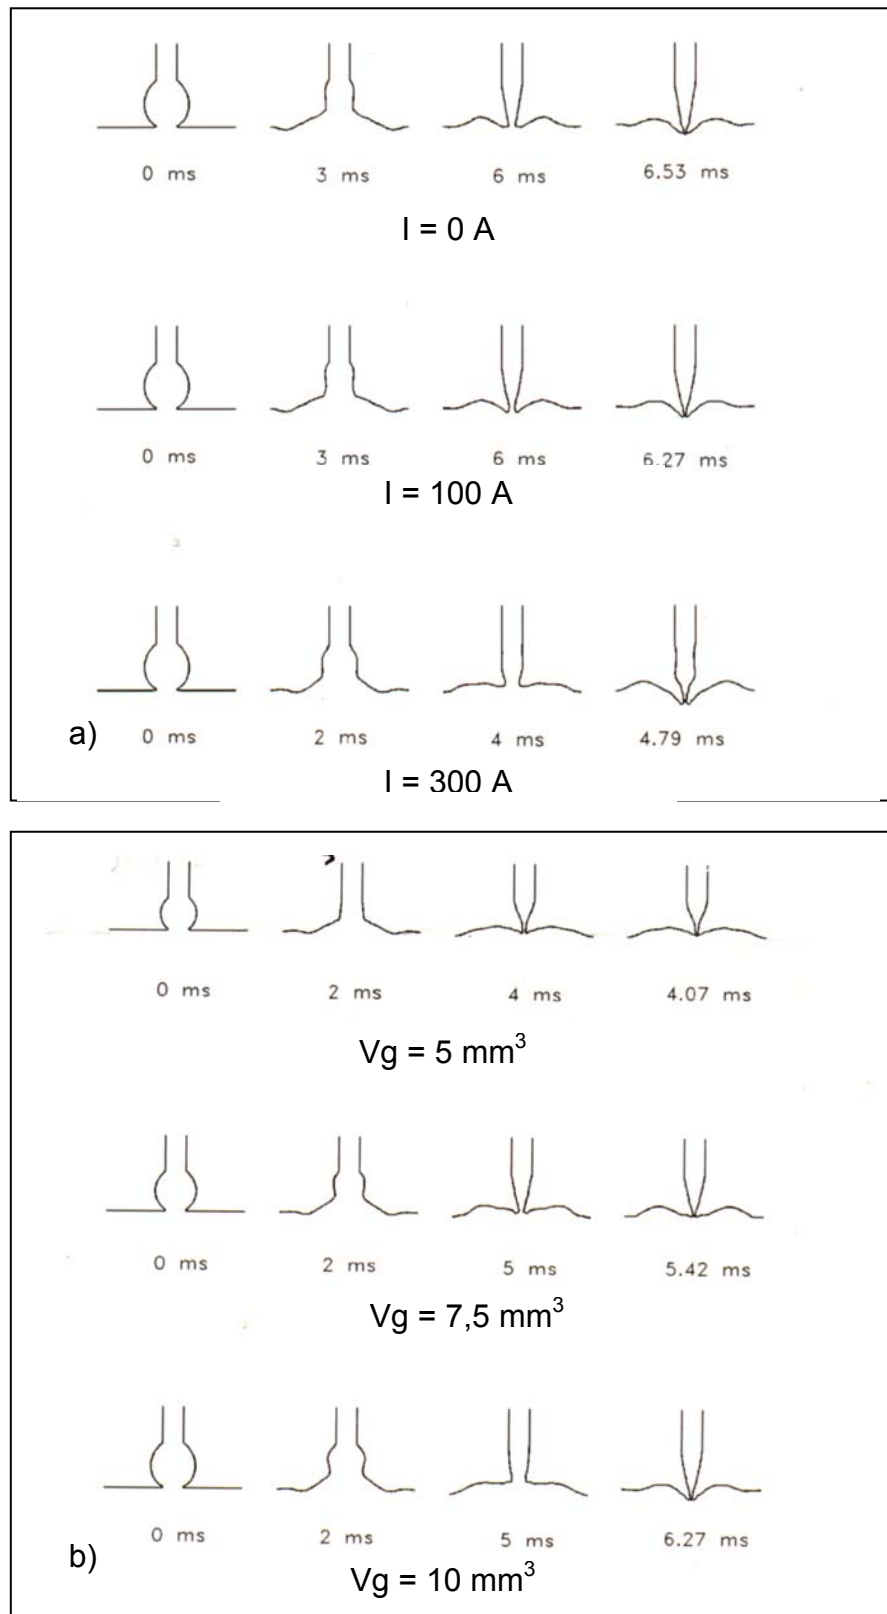 0 ms 3 ms 6 ms 6.53 ms
I = 0 A
0 ms 3 ms 6 ms 6.27 ms
I = 100 A
a) 0 ms 2 ms 4 ms 4.79 ms
I = 300 A
0 ms 2 ms 4 ms 4.07 ms
Vg = 5 mm³
0 ms 2 ms 5 ms 5.42 ms
Vg = 7,5 mm³
0 ms 2 ms 5 ms 6.27 ms
b)
Vg = 10 mm³